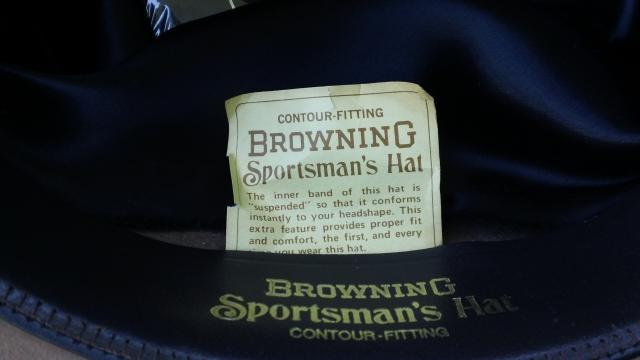 CONTOUR-FITTING
BROWNING
Sportsman's Hat
The inner band of this hat is
"suspended" so that it conforms
instantly to your headshape. This
extra feature provides proper fit
and comfort, the first, and every
you wear this hat.
BROWNING
Sportsman's Hat
CONTOUR-FITTING